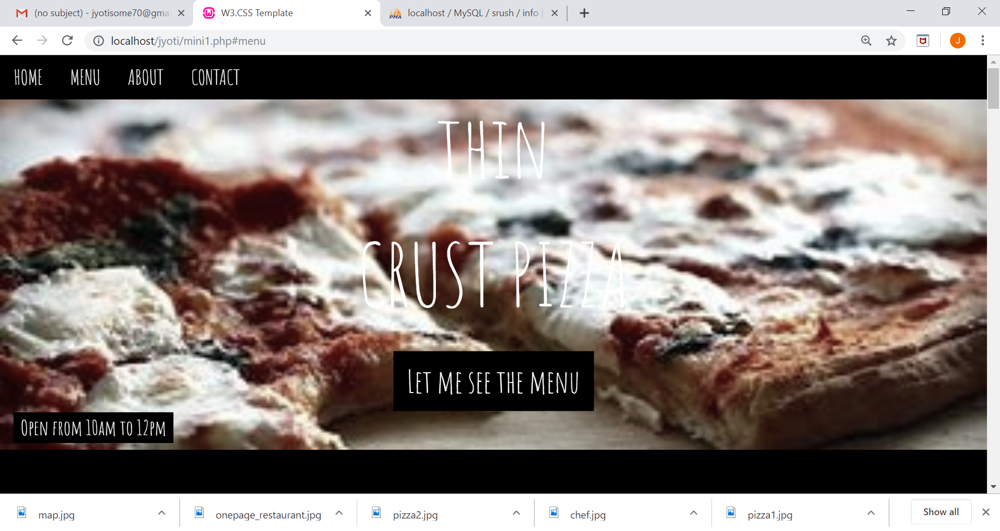 (no subject) - jyotisome70@gmai
W3.CSS Template
localhost / MySQL / srush / info |
localhost/jyoti/mini1.php#menu
J
HOME MENU ABOUT CONTACT
THIN
CRUST PIZZA
LET ME SEE THE MENU
OPEN FROM 10AM TO 12PM
map.jpg
onepage_restaurant.jpg
pizza2.jpg
chef.jpg
pizza1.jpg
Show all